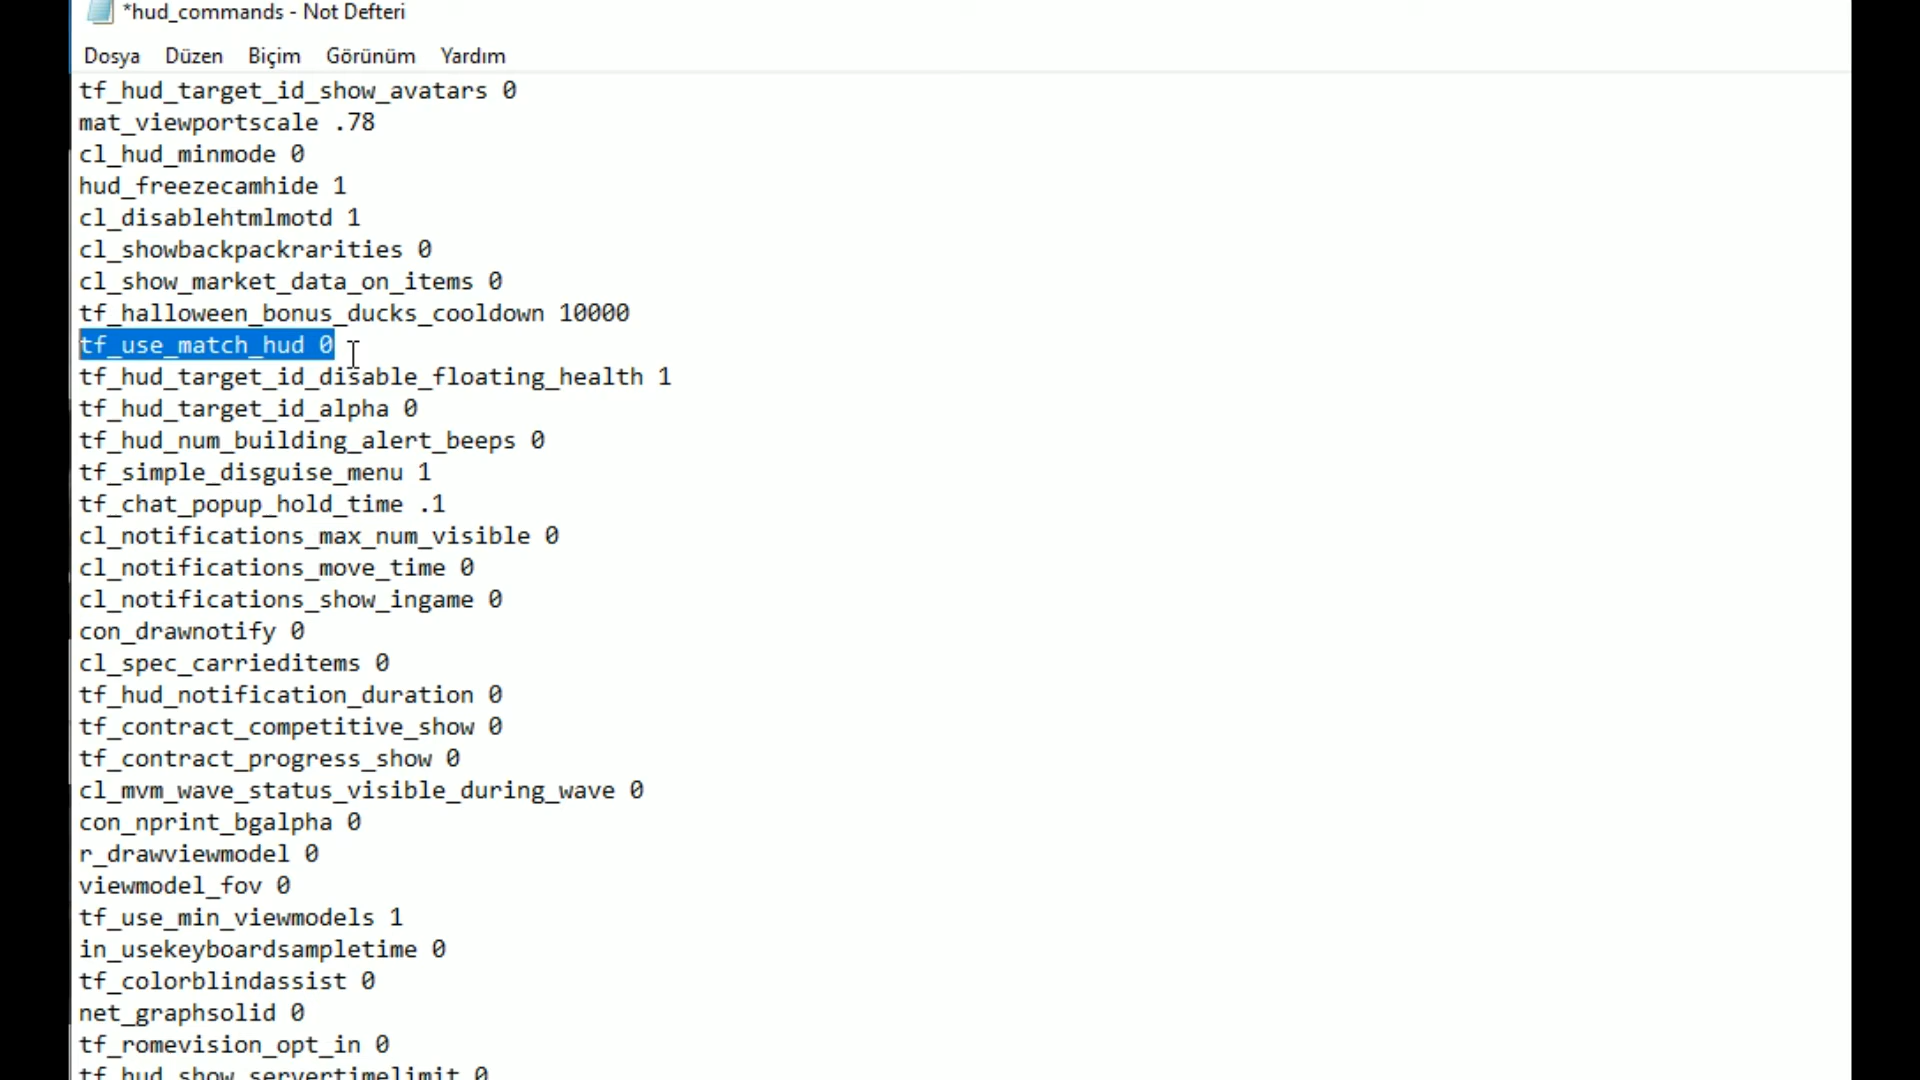 *hud_commands - Not Defteri
Dosya Düzen Biçim Görünüm Yardım
tf_hud_target_id_show_avatars 0
mat_viewportscale .78
cl_hud_minmode 0
hud_freezecamhide 1
cl_disablehtmlmotd 1
cl_showbackpackrarities 0
cl_show_market_data_on_items 0
tf_halloween_bonus_ducks_cooldown 10000
tf_use_match_hud 0
tf_hud_target_id_disable_floating_health 1
tf_hud_target_id_alpha 0
tf_hud_num_building_alert_beeps 0
tf_simple_disguise_menu 1
tf_chat_popup_hold_time .1
cl_notifications_max_num_visible 0
cl_notifications_move_time 0
cl_notifications_show_ingame 0
con_drawnotify 0
cl_spec_carrieditems 0
tf_hud_notification_duration 0
tf_contract_competitive_show 0
tf_contract_progress_show 0
cl_mvm_wave_status_visible_during_wave 0
con_nprint_bgalpha 0
r_drawviewmodel 0
viewmodel_fov 0
tf_use_min_viewmodels 1
in_usekeyboardsampletime 0
tf_colorblindassist 0
net_graphsolid 0
tf_romevision_opt_in 0
tf_hud_show_servertimelimit 0